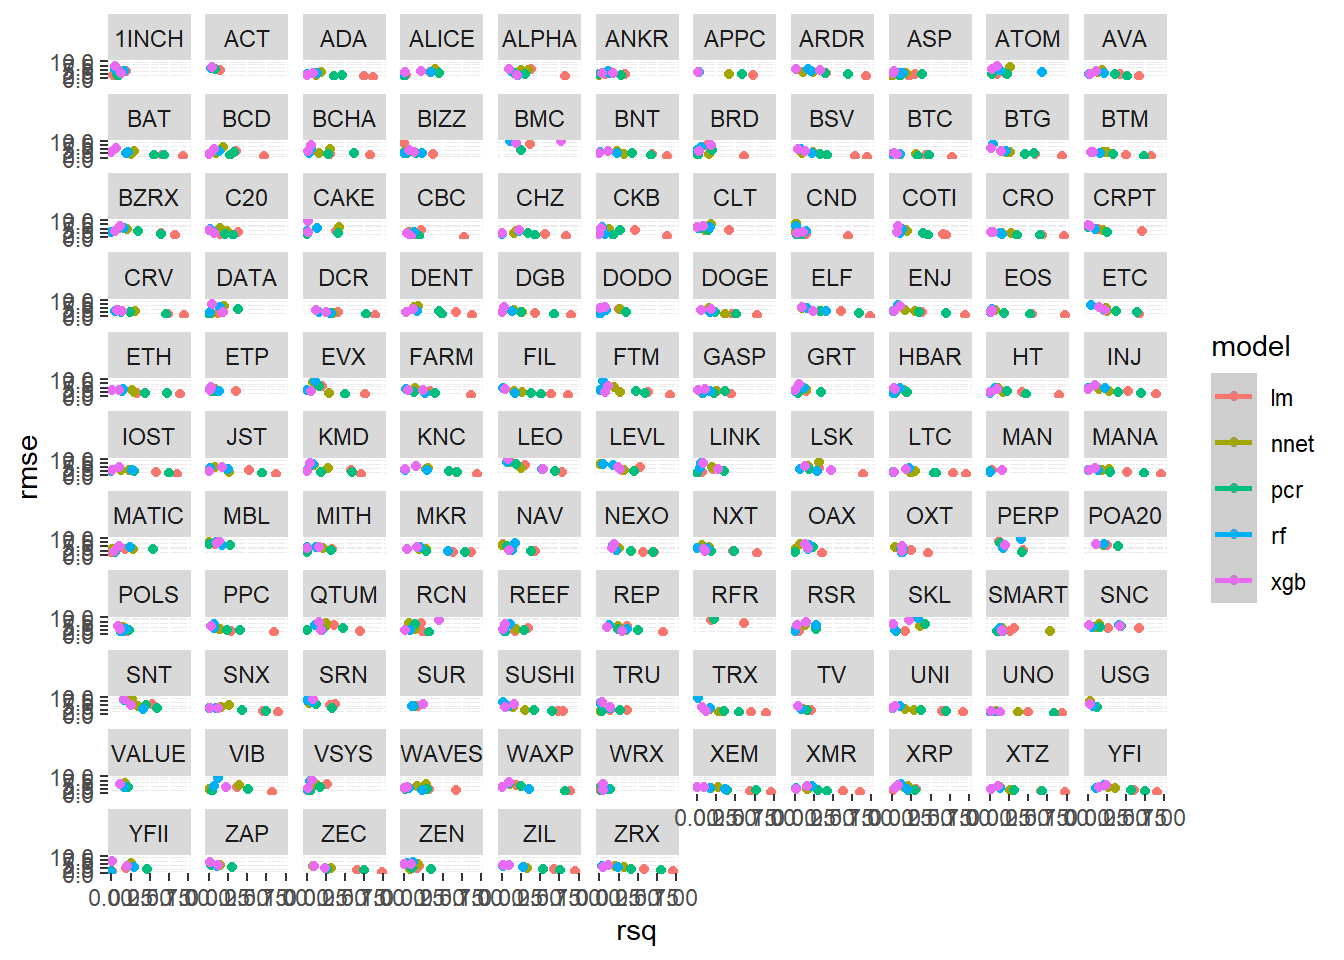 1INCH ACT ADA ALICE ALPHA ANKR APPC ARDR ASP ATOM AVA
BAT BCD BCHA BIZZ BMC BNT BRD BSV BTC BTG BTM
BZRX C20 CAKE CBC CHZ CKB CLT CND COTI CRO CRPT
CRV DATA DCR DENT DGB DODO DOGE ELF ENJ EOS ETC
ETH ETP EVX FARM FIL FTM GASP GRT HBAR HT INJ
IOST JST KMD KNC LEO LEVL LINK LSK LTC MAN MANA
MATIC MBL MITH MKR NAV NEXO NXT OAX OXT PERP POA20
POLS PPC QTUM RCN REEF REP RFR RSR SKL SMART SNC
SNT SNX SRN SUR SUSHI TRU TRX TV UNI UNO USG
VALUE VIB VSYS WAVES WAXP WRX XEM XMR XRP XTZ YFI
YFII ZAP ZEC ZEN ZIL ZRX
rsq
rmse
model
lm
nnet
pcr
rf
xgb